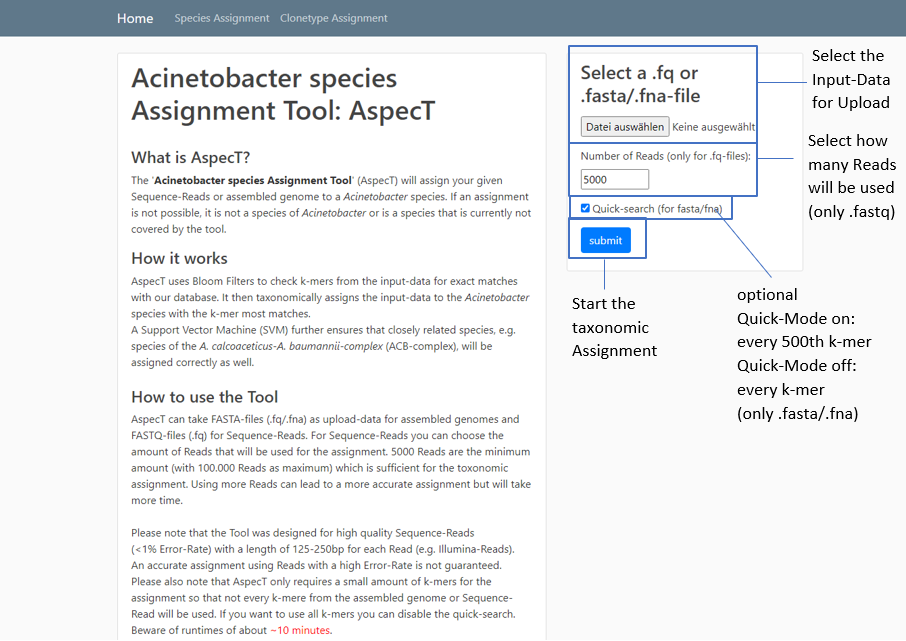 Home Species Assignment Clonetype Assignment
Acinetobacter species
Assignment Tool: AspecT
What is AspecT?
The 'Acinetobacter species Assignment Tool' (AspecT) will assign your given
Sequence-Reads or assembled genome to a Acinetobacter species. If an assignment
is not possible, it is not a species of Acinetobacter or is a species that is currently not
covered by the tool.
How it works
AspecT uses Bloom Filters to check k-mers from the input-data for exact matches
with our database. It then taxonomically assigns the input-data to the Acinetobacter
species with the k-mer most matches.
A Support Vector Machine (SVM) further ensures that closely related species, e.g.
species of the A. calcoaceticus-A. baumannii-complex (ACB-complex), will be
assigned correctly as well.
How to use the Tool
AspecT can take FASTA-files (.fq/.fna) as upload-data for assembled genomes and
FASTQ-files (.fq) for Sequence-Reads. For Sequence-Reads you can choose the
amount of Reads that will be used for the assignment. 5000 Reads are the minimum
amount (with 100.000 Reads as maximum) which is sufficient for the toxonomic
assignment. Using more Reads can lead to a more accurate assignment but will take
more time.
Please note that the Tool was designed for high quality Sequence-Reads
(<1% Error-Rate) with a length of 125-250bp for each Read (e.g. Illumina-Reads).
An accurate assignment using Reads with a high Error-Rate is not guaranteed.
Please also note that AspecT only requires a small amount of k-mers for the
assignment so that not every k-mere from the assembled genome or Sequence-
Read will be used. If you want to use all k-mers you can disable the quick-search.
Beware of runtimes of about ~10 minutes.
Select a .fq or
.fasta/.fna-file
Datei auswählen Keine ausgewählt
Number of Reads (only for .fq-files):
5000
Quick-search (for fasta/fna)
submit
Select the
Input-Data
for Upload
Select how
many Reads
will be used
(only .fastq)
Start the
taxonomic
Assignment
optional
Quick-Mode on:
every 500th k-mer
Quick-Mode off:
every k-mer
(only .fasta/.fna)